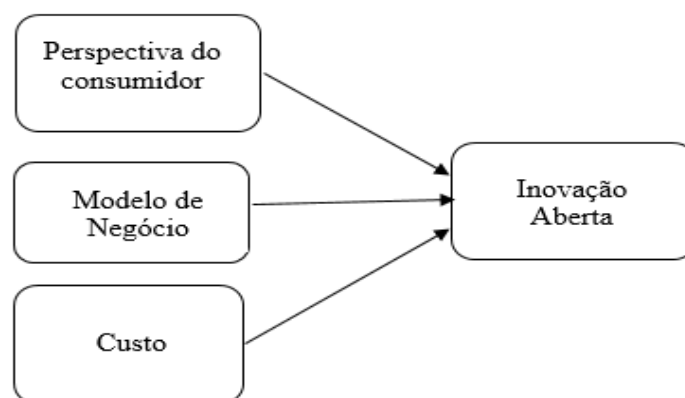 Perspectiva do
consumidor
Modelo de
Negócio
Custo
Inovação
Aberta